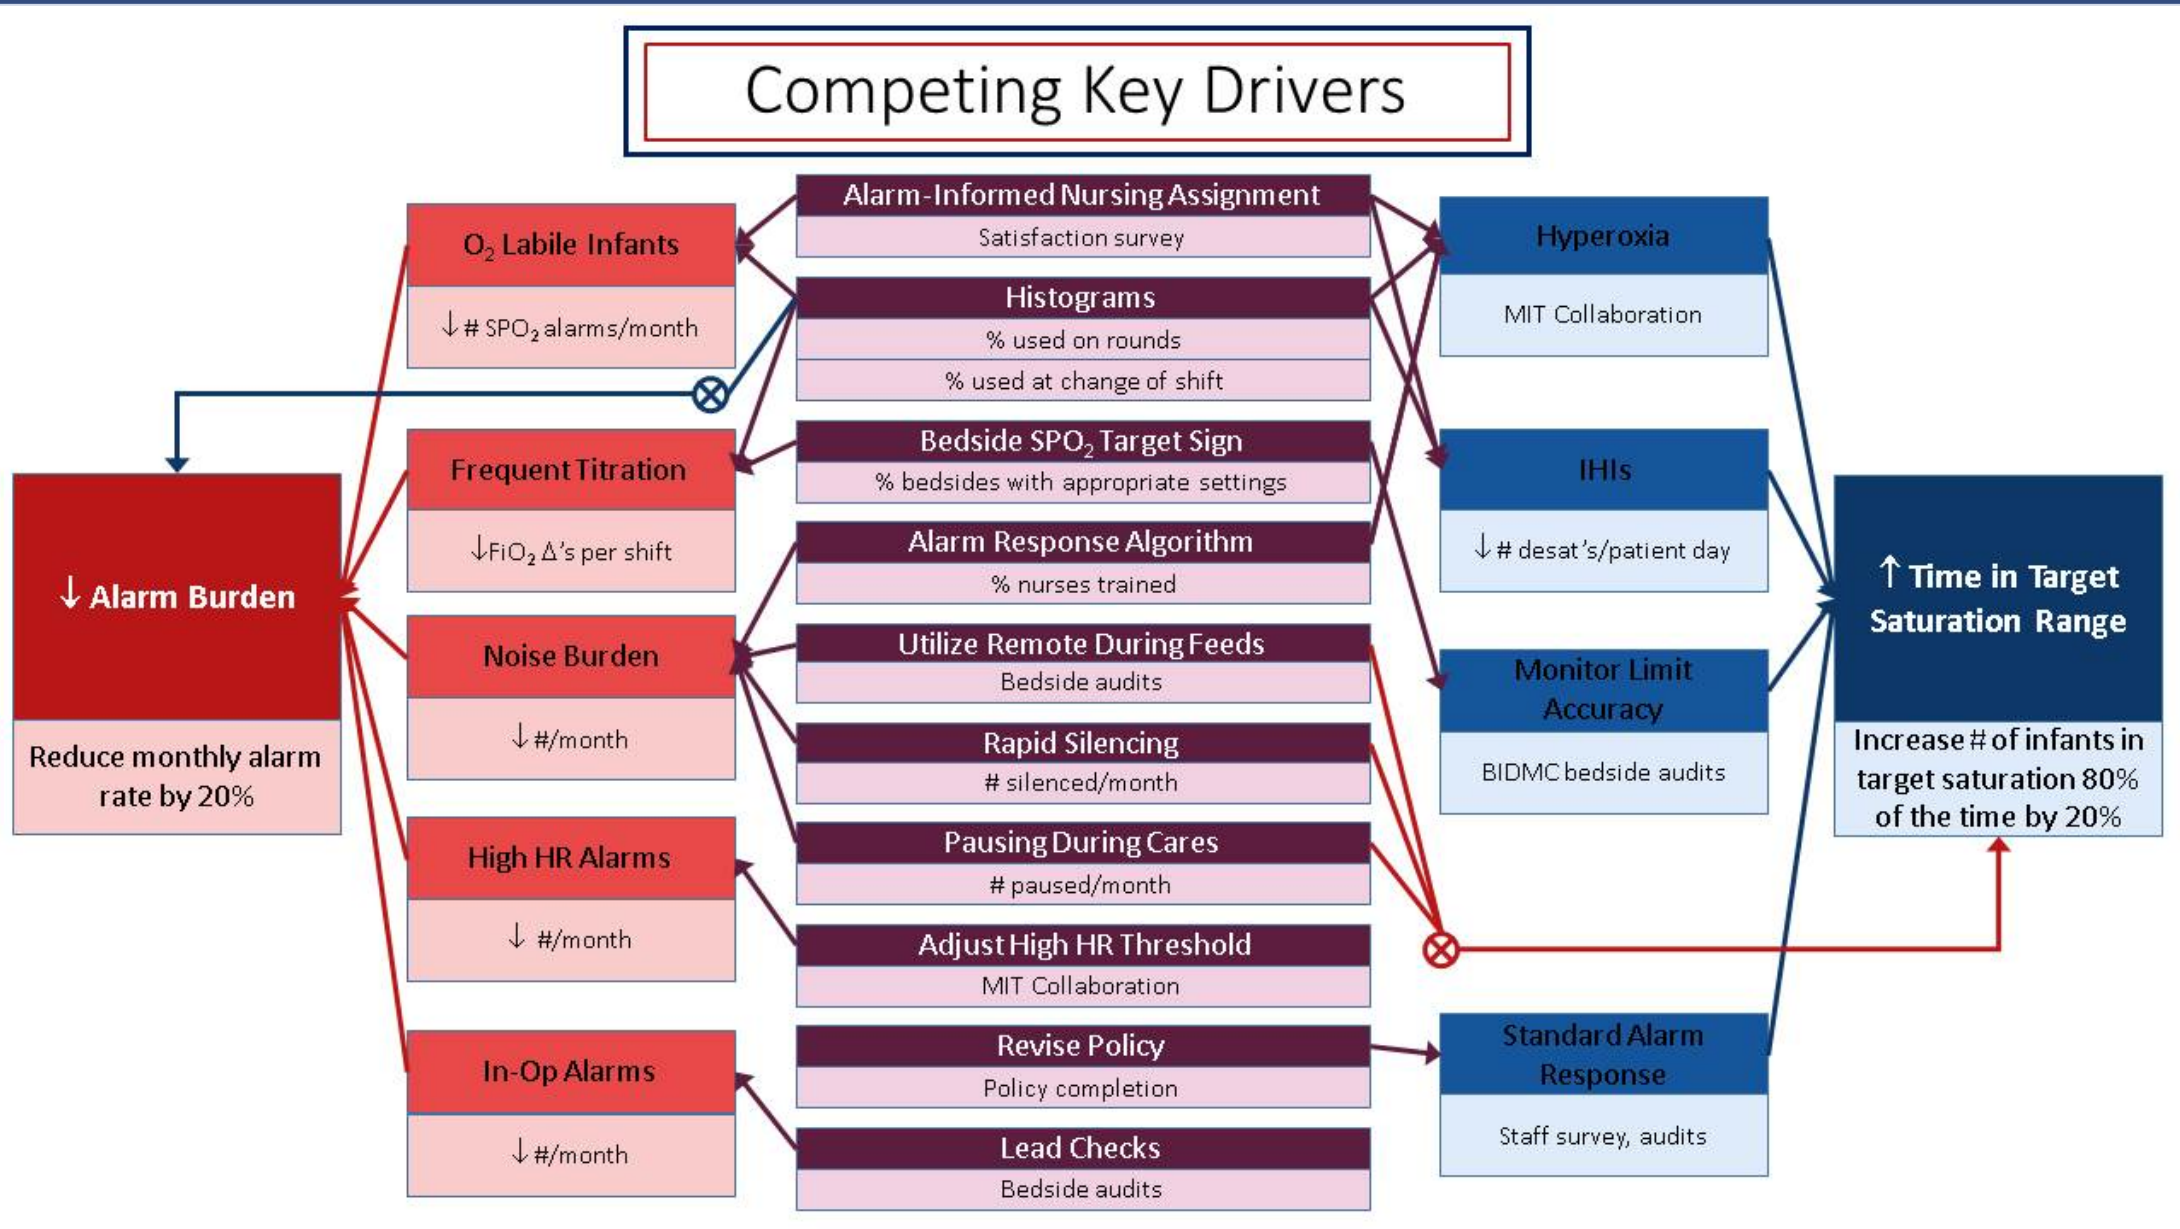 Competing Key Drivers
↓ Alarm Burden
Reduce monthly alarm
rate by 20%
O₂ Labile Infants
↓ # SPO₂ alarms/month
Frequent Titration
↓FiO₂ Δ's per shift
Noise Burden
↓ #/month
High HR Alarms
↓ #/month
In-Op Alarms
↓ #/month
Alarm-Informed Nursing Assignment
Satisfaction survey
Histograms
% used on rounds
% used at change of shift
Bedside SPO₂ Target Sign
% bedsides with appropriate settings
Alarm Response Algorithm
% nurses trained
Utilize Remote During Feeds
Bedside audits
Rapid Silencing
# silenced/month
Pausing During Cares
# paused/month
Adjust High HR Threshold
MIT Collaboration
Revise Policy
Policy completion
Lead Checks
Bedside audits
Hyperoxia
MIT Collaboration
IHIs
↓ # desat's/patient day
Monitor Limit
Accuracy
BIDMC bedside audits
Standard Alarm
Response
Staff survey, audits
↑ Time in Target
Saturation Range
Increase # of infants in
target saturation 80%
of the time by 20%